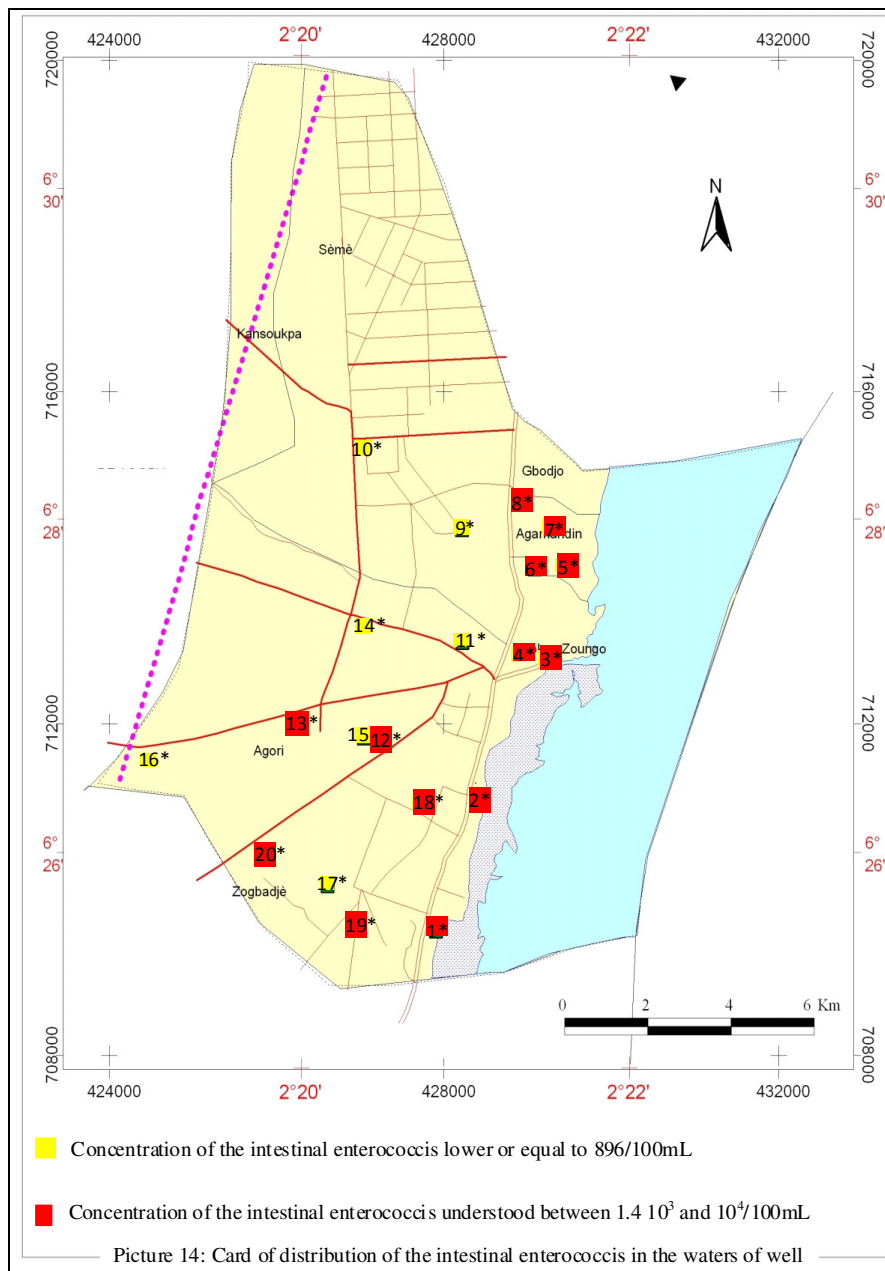 424000 2°20' 428000 2°22' 432000
720000 720000
6° 30' 6° 30'
N
Sèmè
Kansoukpa
716000 716000
10*
Gbodjo
8*
6° 28' 9* 7* 6° 28'
Agamandin
6* 5*
14* 11*
4* 3* Zoungo
712000 13* 712000
15 12*
Agori
16*
18* 2*
6° 26' 20* 6° 26'
17*
Zogbadjè
19* 1*
0 2 4 6 Km
708000 708000
424000 2°20' 428000 2°22' 432000
Concentration of the intestinal enterococcis lower or equal to 896/100mL
Concentration of the intestinal enterococcis understood between 1.4 10³ and 10⁴/100mL
Picture 14: Card of distribution of the intestinal enterococcis in the waters of well